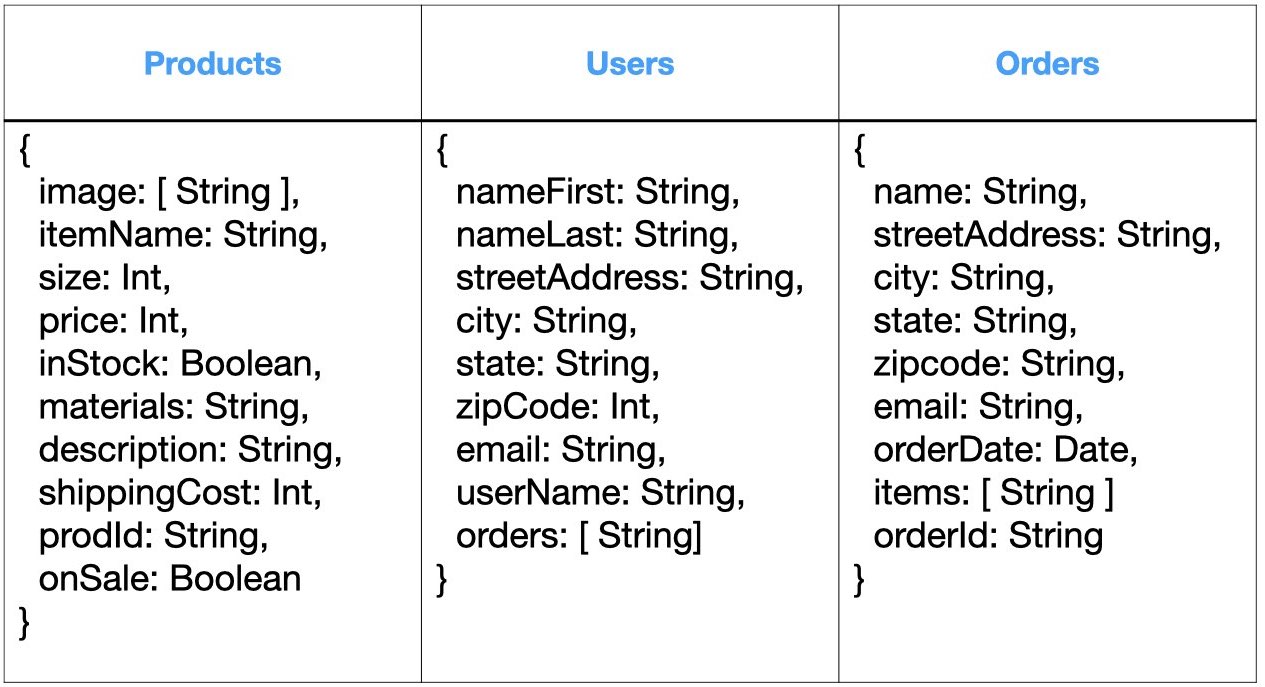 Products
Users
Orders
{
image: [ String ],
itemName: String,
size: Int,
price: Int,
inStock: Boolean,
materials: String,
description: String,
shippingCost: Int,
prodId: String,
onSale: Boolean
}
{
nameFirst: String,
nameLast: String,
streetAddress: String,
city: String,
state: String,
zipCode: Int,
email: String,
userName: String,
orders: [ String]
}
{
name: String,
streetAddress: String,
city: String,
state: String,
zipcode: String,
email: String,
orderDate: Date,
items: [ String ]
orderId: String
}